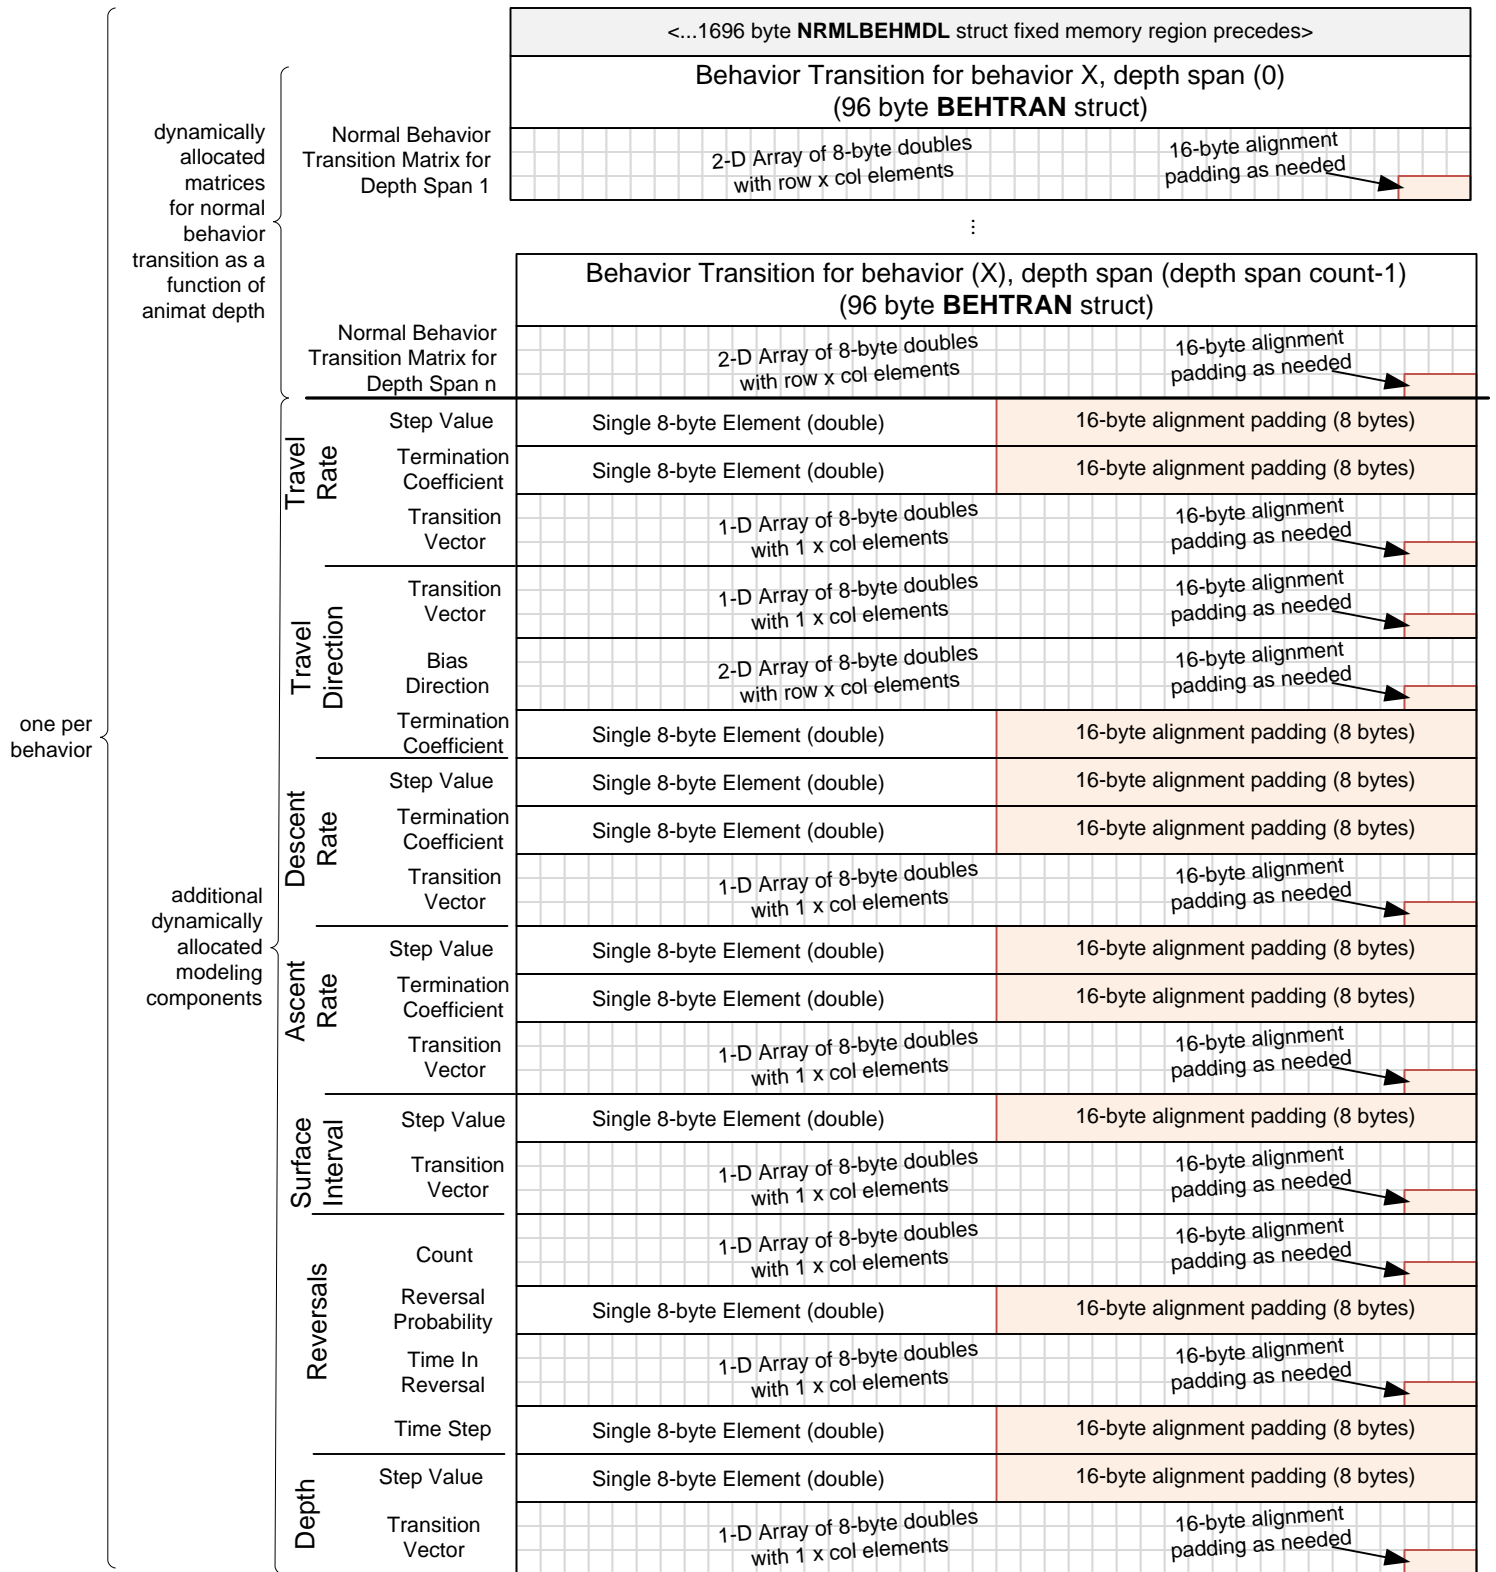 <...1696 byte NRMLBEHMDL struct fixed memory region precedes>
Behavior Transition for behavior X, depth span (0)
(96 byte BEHTRAN struct)
dynamically
allocated
matrices
for normal
behavior
transition as a
function of
animat depth
Normal Behavior
Transition Matrix for
Depth Span 1
2-D Array of 8-byte doubles
with row x col elements
16-byte alignment
padding as needed
...
Behavior Transition for behavior (X), depth span (depth span count-1)
(96 byte BEHTRAN struct)
Normal Behavior
Transition Matrix for
Depth Span n
2-D Array of 8-byte doubles
with row x col elements
16-byte alignment
padding as needed
one per
behavior
additional
dynamically
allocated
modeling
components
Travel
Rate
Step Value
Single 8-byte Element (double)
16-byte alignment padding (8 bytes)
Termination
Coefficient
Single 8-byte Element (double)
16-byte alignment padding (8 bytes)
Transition
Vector
1-D Array of 8-byte doubles
with 1 x col elements
16-byte alignment
padding as needed
Travel
Direction
Transition
Vector
1-D Array of 8-byte doubles
with 1 x col elements
16-byte alignment
padding as needed
Bias
Direction
2-D Array of 8-byte doubles
with row x col elements
16-byte alignment
padding as needed
Termination
Coefficient
Single 8-byte Element (double)
16-byte alignment padding (8 bytes)
Descent
Rate
Step Value
Single 8-byte Element (double)
16-byte alignment padding (8 bytes)
Termination
Coefficient
Single 8-byte Element (double)
16-byte alignment padding (8 bytes)
Transition
Vector
1-D Array of 8-byte doubles
with 1 x col elements
16-byte alignment
padding as needed
Ascent
Rate
Step Value
Single 8-byte Element (double)
16-byte alignment padding (8 bytes)
Termination
Coefficient
Single 8-byte Element (double)
16-byte alignment padding (8 bytes)
Transition
Vector
1-D Array of 8-byte doubles
with 1 x col elements
16-byte alignment
padding as needed
Surface
Interval
Step Value
Single 8-byte Element (double)
16-byte alignment padding (8 bytes)
Transition
Vector
1-D Array of 8-byte doubles
with 1 x col elements
16-byte alignment
padding as needed
Reversals
Count
1-D Array of 8-byte doubles
with 1 x col elements
16-byte alignment
padding as needed
Reversal
Probability
Single 8-byte Element (double)
16-byte alignment padding (8 bytes)
Time In
Reversal
1-D Array of 8-byte doubles
with 1 x col elements
16-byte alignment
padding as needed
Time Step
Single 8-byte Element (double)
16-byte alignment padding (8 bytes)
Depth
Step Value
Single 8-byte Element (double)
16-byte alignment padding (8 bytes)
Transition
Vector
1-D Array of 8-byte doubles
with 1 x col elements
16-byte alignment
padding as needed